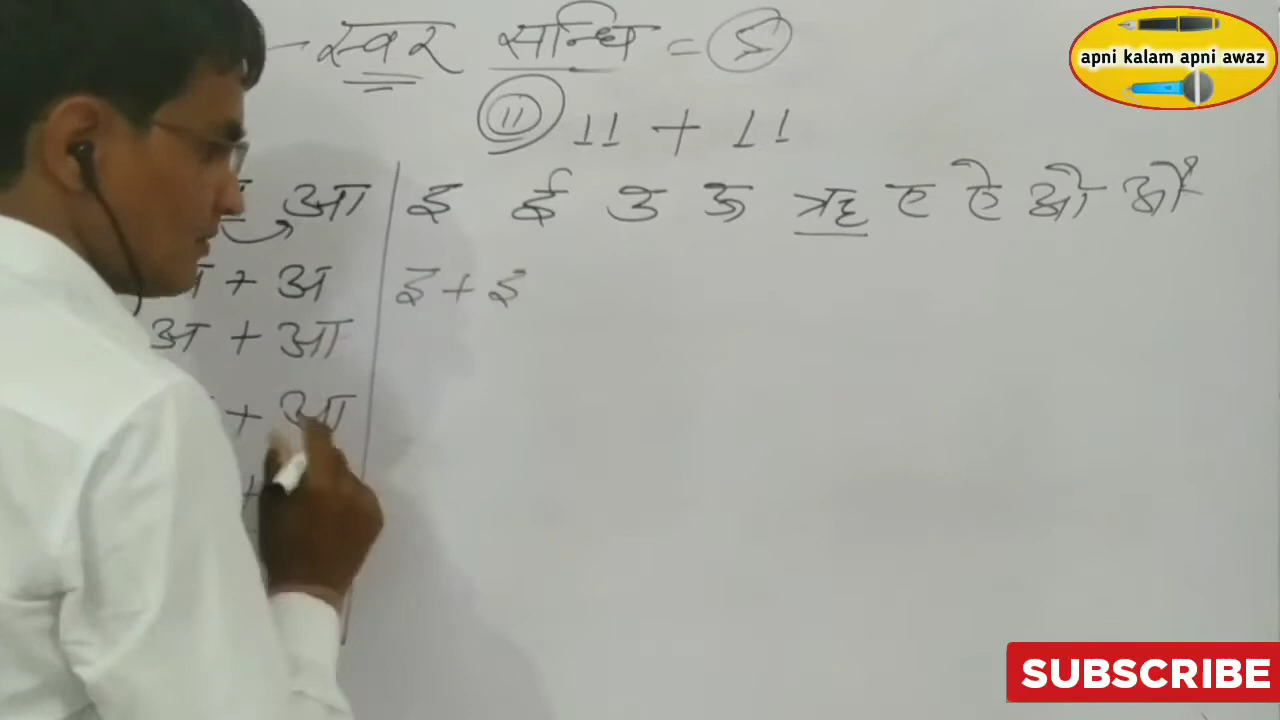 – स्वर सन्धि = 5
apni kalam apni awaz
11 11 + 11
आ इ ई उ ऊ ऋ ए ऐ ओ औ
+ अ इ + इ
अ + आ
+ आ
+
SUBSCRIBE